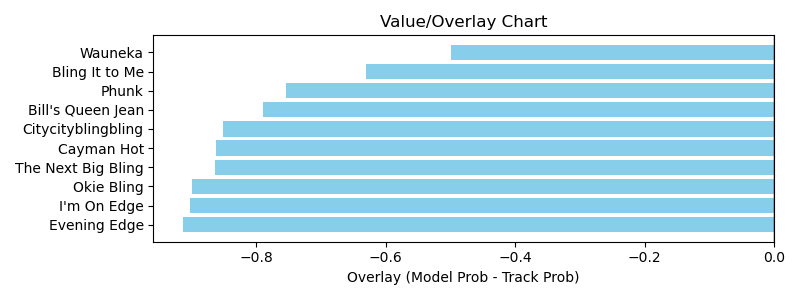 Value/Overlay Chart
Wauneka
Bling It to Me
Phunk
Bill's Queen Jean
Citycityblingbling
Cayman Hot
The Next Big Bling
Okie Bling
I'm On Edge
Evening Edge
−0.8 −0.6 −0.4 −0.2 0.0
Overlay (Model Prob - Track Prob)